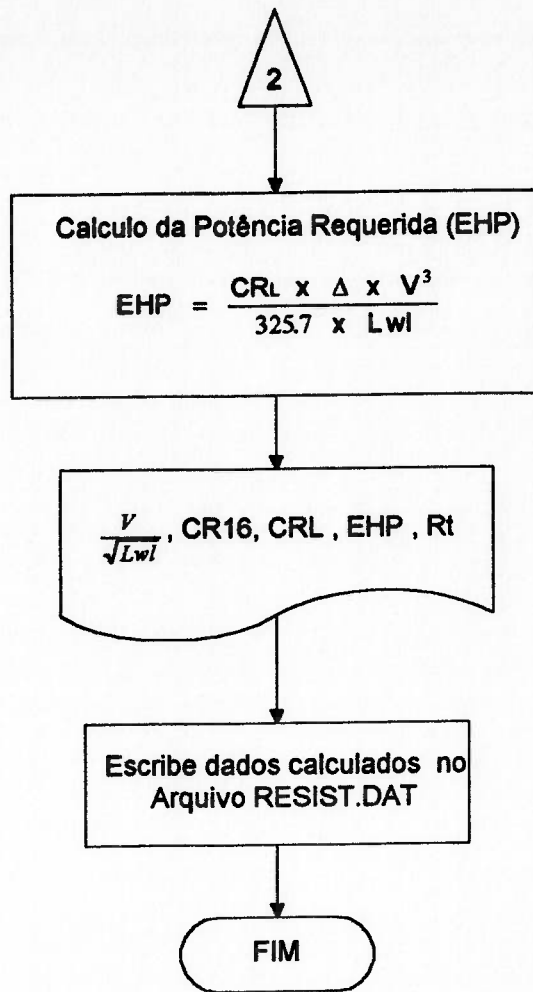 2
Calculo da Potência Requerida (EHP)
EHP = CRL x Δ x V³ / 325.7 x Lwl
V / √Lwl , CR16, CRL , EHP , Rt
Escribe dados calculados no
Arquivo RESIST.DAT
FIM